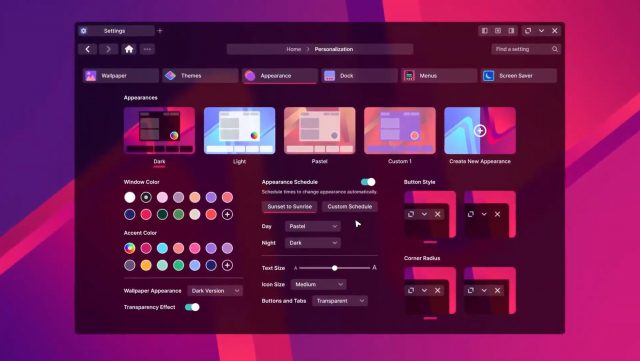 Settings
Home > Personalization
Find a setting
Wallpaper
Themes
Appearance
Dock
Menus
Screen Saver
Appearances
Dark
Light
Pastel
Custom 1
Create New Appearance
Window Color
Accent Color
Wallpaper Appearance
Dark Version
Transparency Effect
Appearance Schedule
Schedule times to change appearance automatically.
Sunset to Sunrise
Custom Schedule
Day
Pastel
Night
Dark
Text Size
A
A
Icon Size
Medium
Buttons and Tabs
Transparent
Button Style
Corner Radius